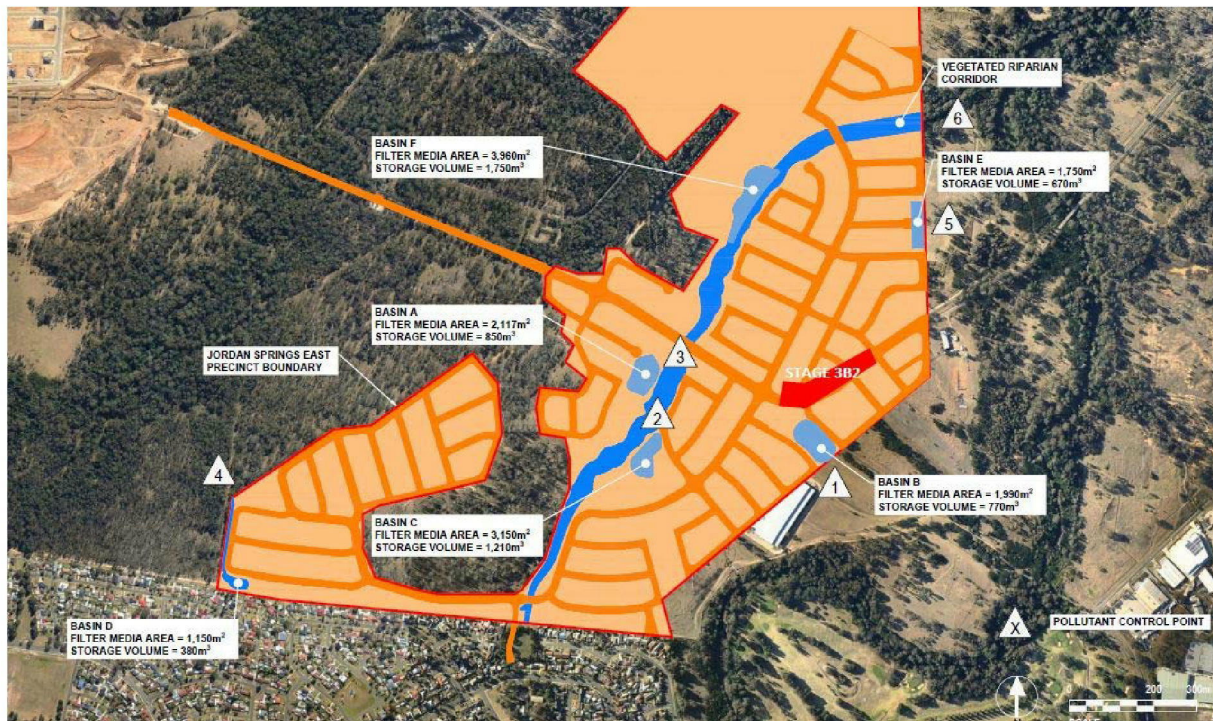 VEGETATED RIPARIAN
CORRIDOR
6
BASIN F
FILTER MEDIA AREA = 3,960m²
STORAGE VOLUME = 1,750m³
BASIN E
FILTER MEDIA AREA = 1,750m²
STORAGE VOLUME = 670m³
5
BASIN A
FILTER MEDIA AREA = 2,117m²
STORAGE VOLUME = 850m³
JORDAN SPRINGS EAST
PRECINCT BOUNDARY
3
STAGE 3B2
2
4
1
BASIN B
FILTER MEDIA AREA = 1,990m²
STORAGE VOLUME = 770m³
BASIN C
FILTER MEDIA AREA = 3,150m²
STORAGE VOLUME = 1,210m³
BASIN D
FILTER MEDIA AREA = 1,150m²
STORAGE VOLUME = 380m³
X
POLLUTANT CONTROL POINT
0 200 300m